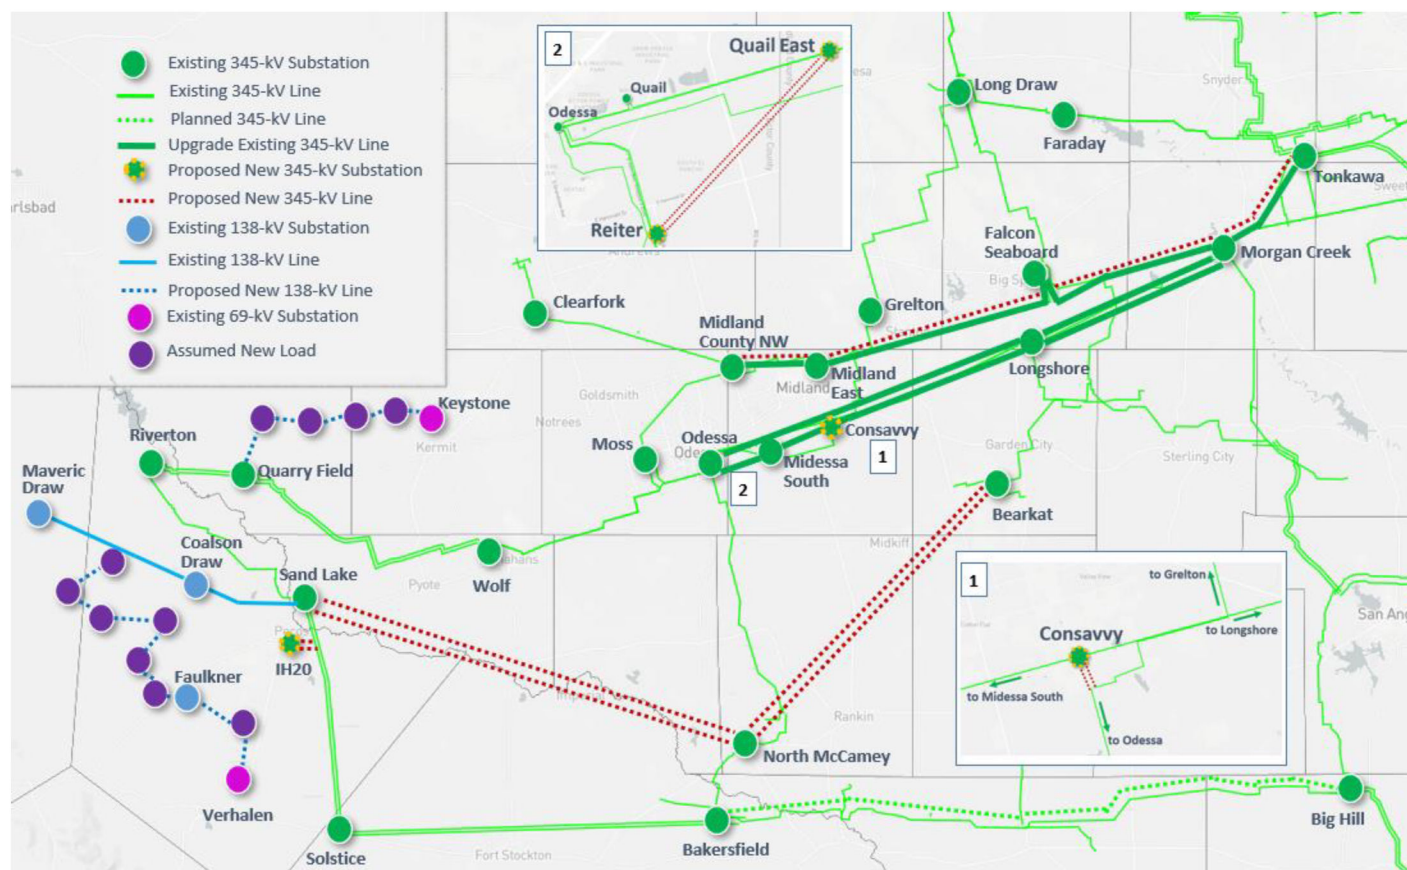 Existing 345-kV Substation
Existing 345-kV Line
Planned 345-kV Line
Upgrade Existing 345-kV Line
Proposed New 345-kV Substation
Proposed New 345-kV Line
Existing 138-kV Substation
Existing 138-kV Line
Proposed New 138-kV Line
Existing 69-kV Substation
Assumed New Load
2
Quail East
Quail
Odessa
Reiter
Andrews
Long Draw
Faraday
Snyder
Tonkawa
Sweet
arlsbad
Falcon
Seaboard
Morgan Creek
Clearfork
Grelton
Midland
County NW
Midland
Midland
East
Longshore
Goldsmith
Notrees
Keystone
Kermit
Riverton
Quarry Field
Moss
Odessa
Consavvy
1
Midessa
South
2
Garden City
Sterling City
Maveric
Draw
Bearkat
Midkiff
Coalson
Draw
Sand Lake
Pyote
Wolf
1
to Grelton
Consavvy
to Longshore
to Midessa South
to Odessa
San Ang
IH20
Faulkner
Imperial
Rankin
North McCamey
Verhalen
Solstice
Fort Stockton
Bakersfield
Big Hill